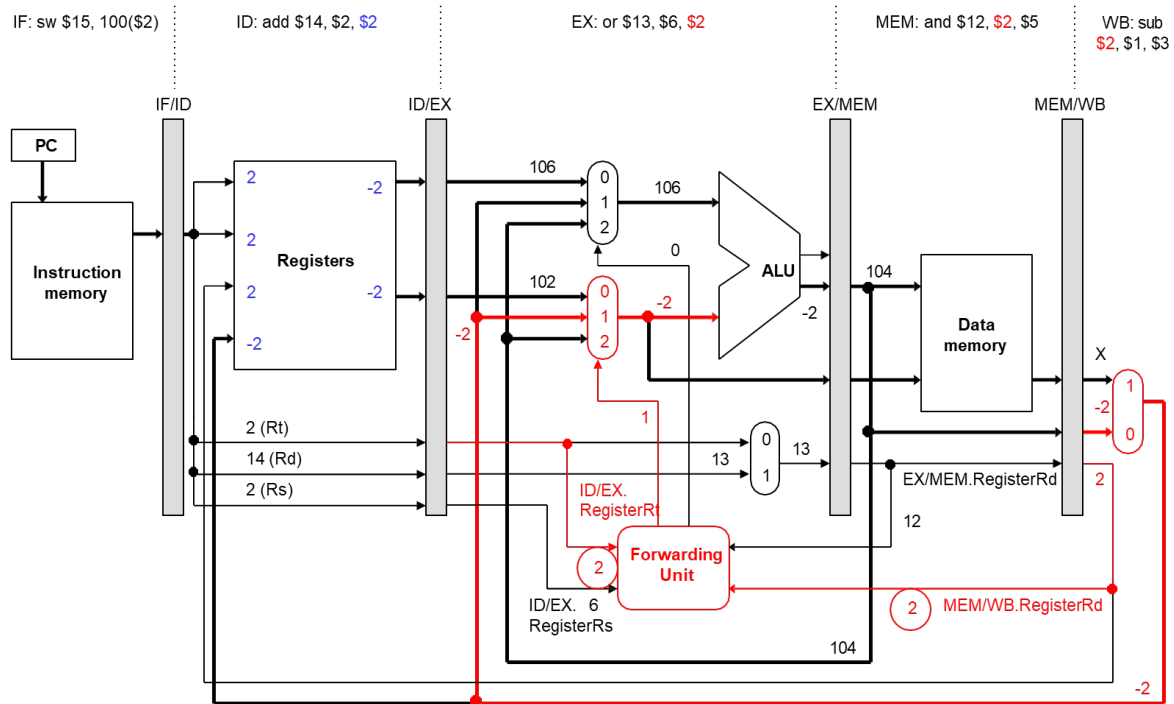 IF: sw $15, 100($2)
ID: add $14, $2, $2
EX: or $13, $6, $2
MEM: and $12, $2, $5
WB: sub
$2, $1, $3
IF/ID
ID/EX
EX/MEM
MEM/WB
PC
Instruction
memory
2
-2
2
Registers
2
-2
-2
106
0
1
2
106
0
ALU
-2
102
0
1
2
-2
-2
1
104
Data
memory
X
1
-2
0
2 (Rt)
14 (Rd)
2 (Rs)
13
0
1
13
EX/MEM.RegisterRd
2
12
ID/EX.
RegisterRt
2
Forwarding
Unit
ID/EX. 6
RegisterRs
2
MEM/WB.RegisterRd
104
-2